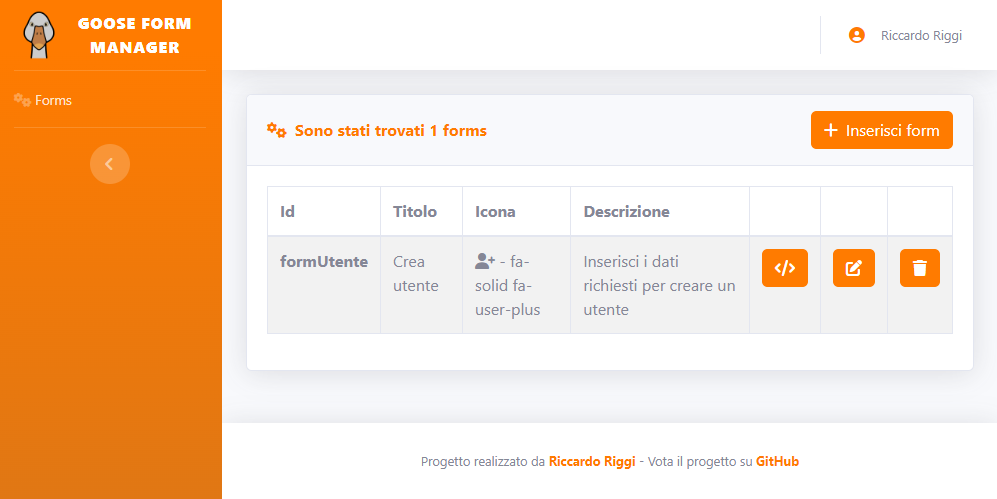 GOOSE FORM
MANAGER
Forms
Riccardo Riggi
Sono stati trovati 1 forms
Inserisci form
Id Titolo Icona Descrizione
formUtente
Crea
utente
- fa-
solid fa-
user-plus
Inserisci i dati
richiesti per creare un
utente
Progetto realizzato da Riccardo Riggi - Vota il progetto su GitHub